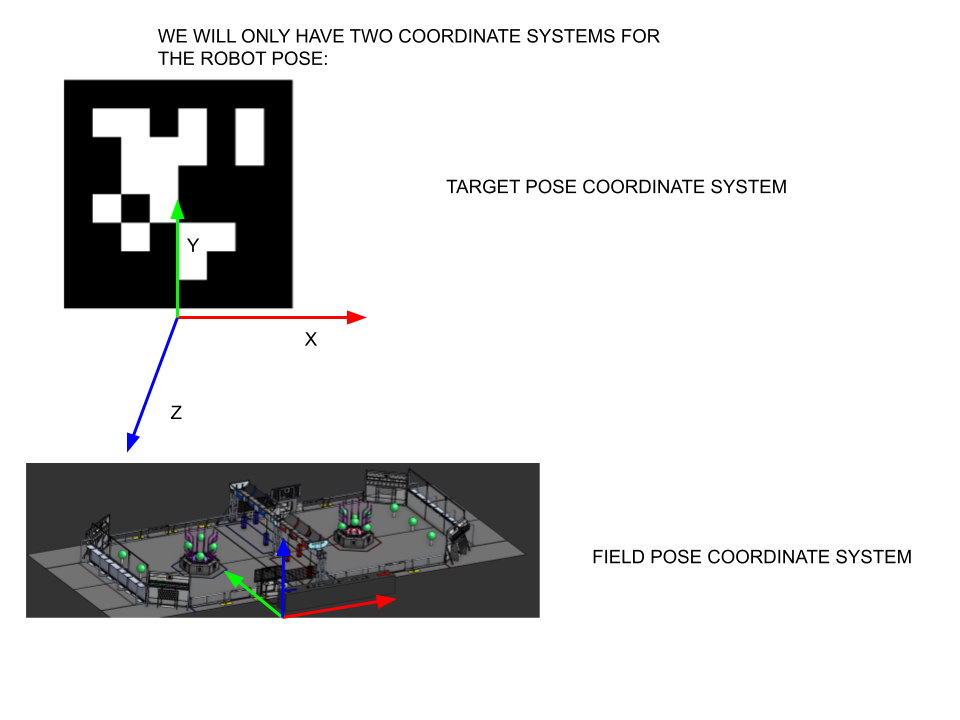 WE WILL ONLY HAVE TWO COORDINATE SYSTEMS FOR
THE ROBOT POSE:
TARGET POSE COORDINATE SYSTEM
Y
X
Z
FIELD POSE COORDINATE SYSTEM